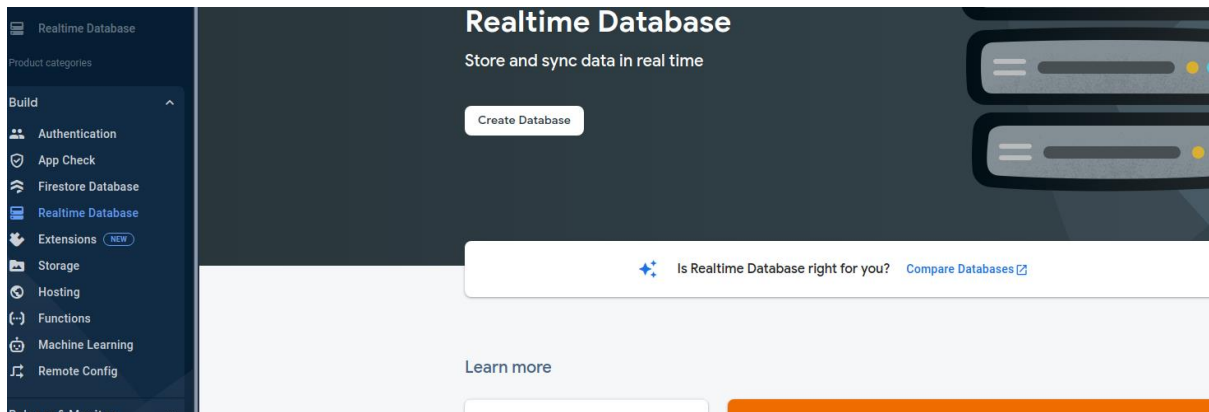 Realtime Database
Product categories
Build
Authentication
App Check
Firestore Database
Realtime Database
Extensions NEW
Storage
Hosting
Functions
Machine Learning
Remote Config
Realtime Database
Store and sync data in real time
Create Database
Is Realtime Database right for you? Compare Databases
Learn more